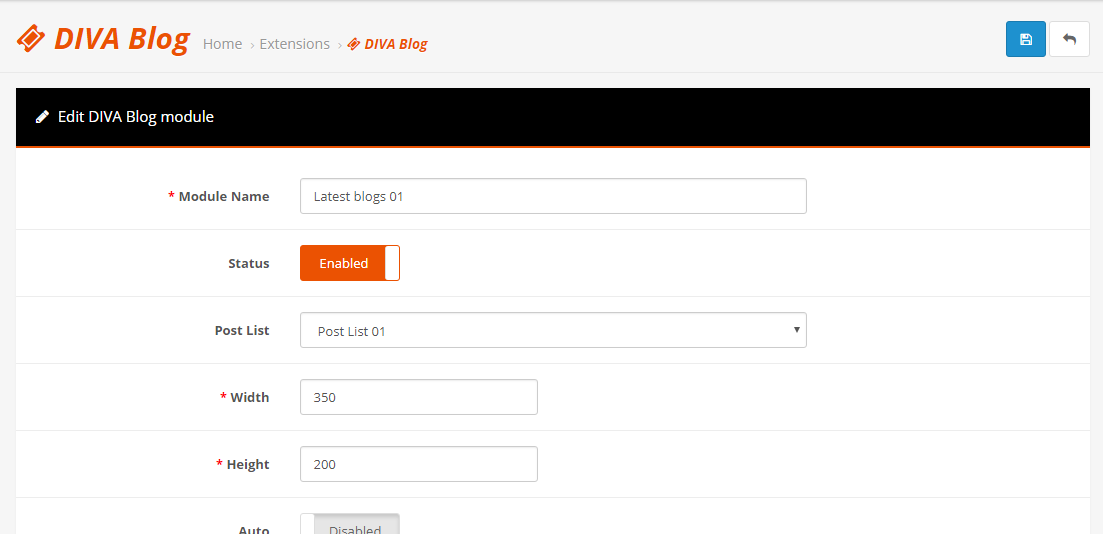 DIVA Blog Home › Extensions › DIVA Blog
Edit DIVA Blog module
* Module Name Latest blogs 01
Status Enabled
Post List Post List 01
* Width 350
* Height 200
Auto Disabled